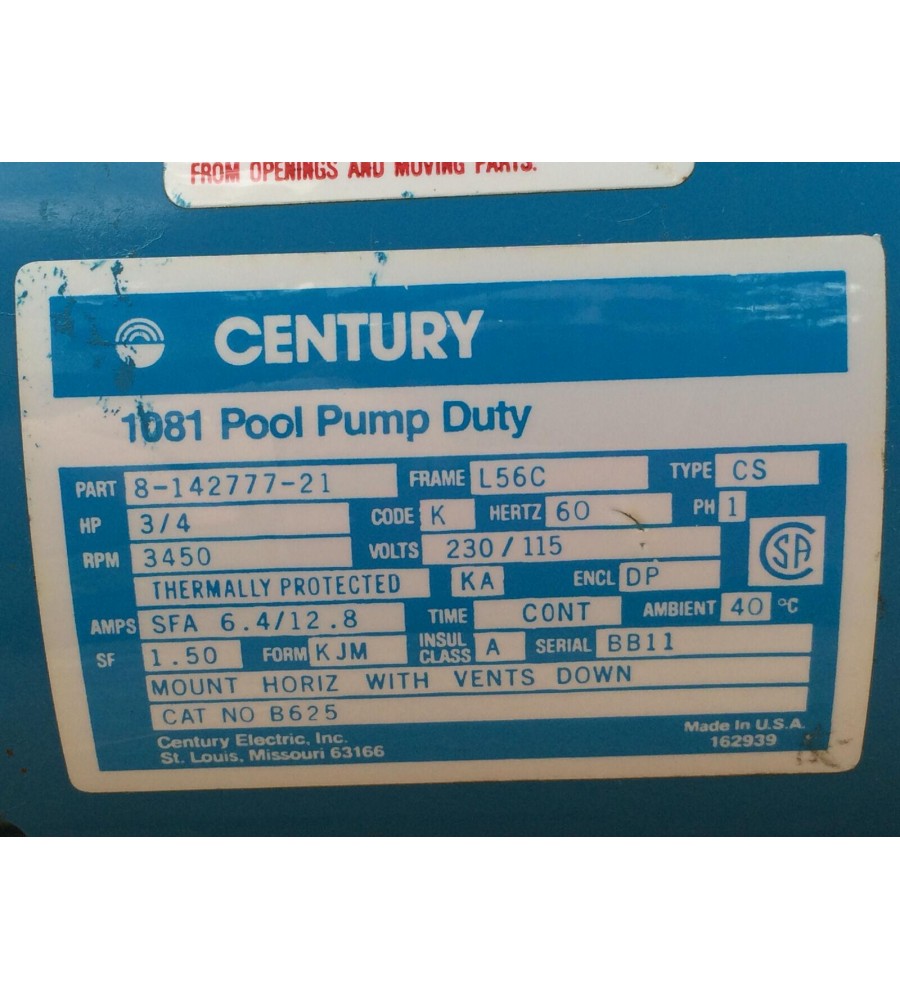 FROM OPENINGS AND MOVING PARTS.
CENTURY
1081 Pool Pump Duty
PART 8-142777-21 FRAME L56C TYPE CS
HP 3/4 CODE K HERTZ 60 PH 1
RPM 3450 VOLTS 230/115 SA
THERMALLY PROTECTED KA ENCL DP
AMPS SFA 6.4/12.8 TIME CONT AMBIENT 40 °C
SF 1.50 FORM KJM INSUL CLASS A SERIAL BB11
MOUNT HORIZ WITH VENTS DOWN
CAT NO B625
Century Electric, Inc. Made in U.S.A.
St. Louis, Missouri 63166 162939